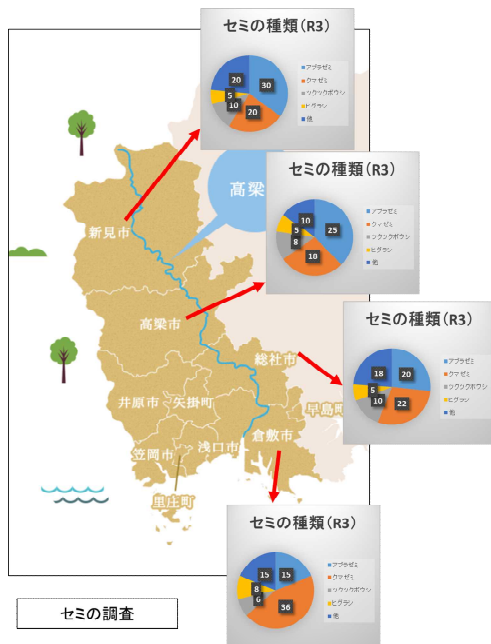 セミの種類(R3)
30
20
10
5
20
アブラゼミ
クマゼミ
ツクツクボウシ
ヒグラシ
他
高梁
セミの種類(R3)
25
18
8
5
10
アブラゼミ
クマゼミ
ツクツクボウシ
ヒグラシ
他
新見市
高梁市
セミの種類(R3)
20
22
10
5
18
アブラゼミ
クマゼミ
ツクツクボウシ
ヒグラシ
他
総社市
早島町
井原市
矢掛町
倉敷市
浅口市
笠岡市
里庄町
セミの種類(R3)
15
36
6
8
15
アブラゼミ
クマゼミ
ツクツクボウシ
ヒグラシ
他
セミの調査